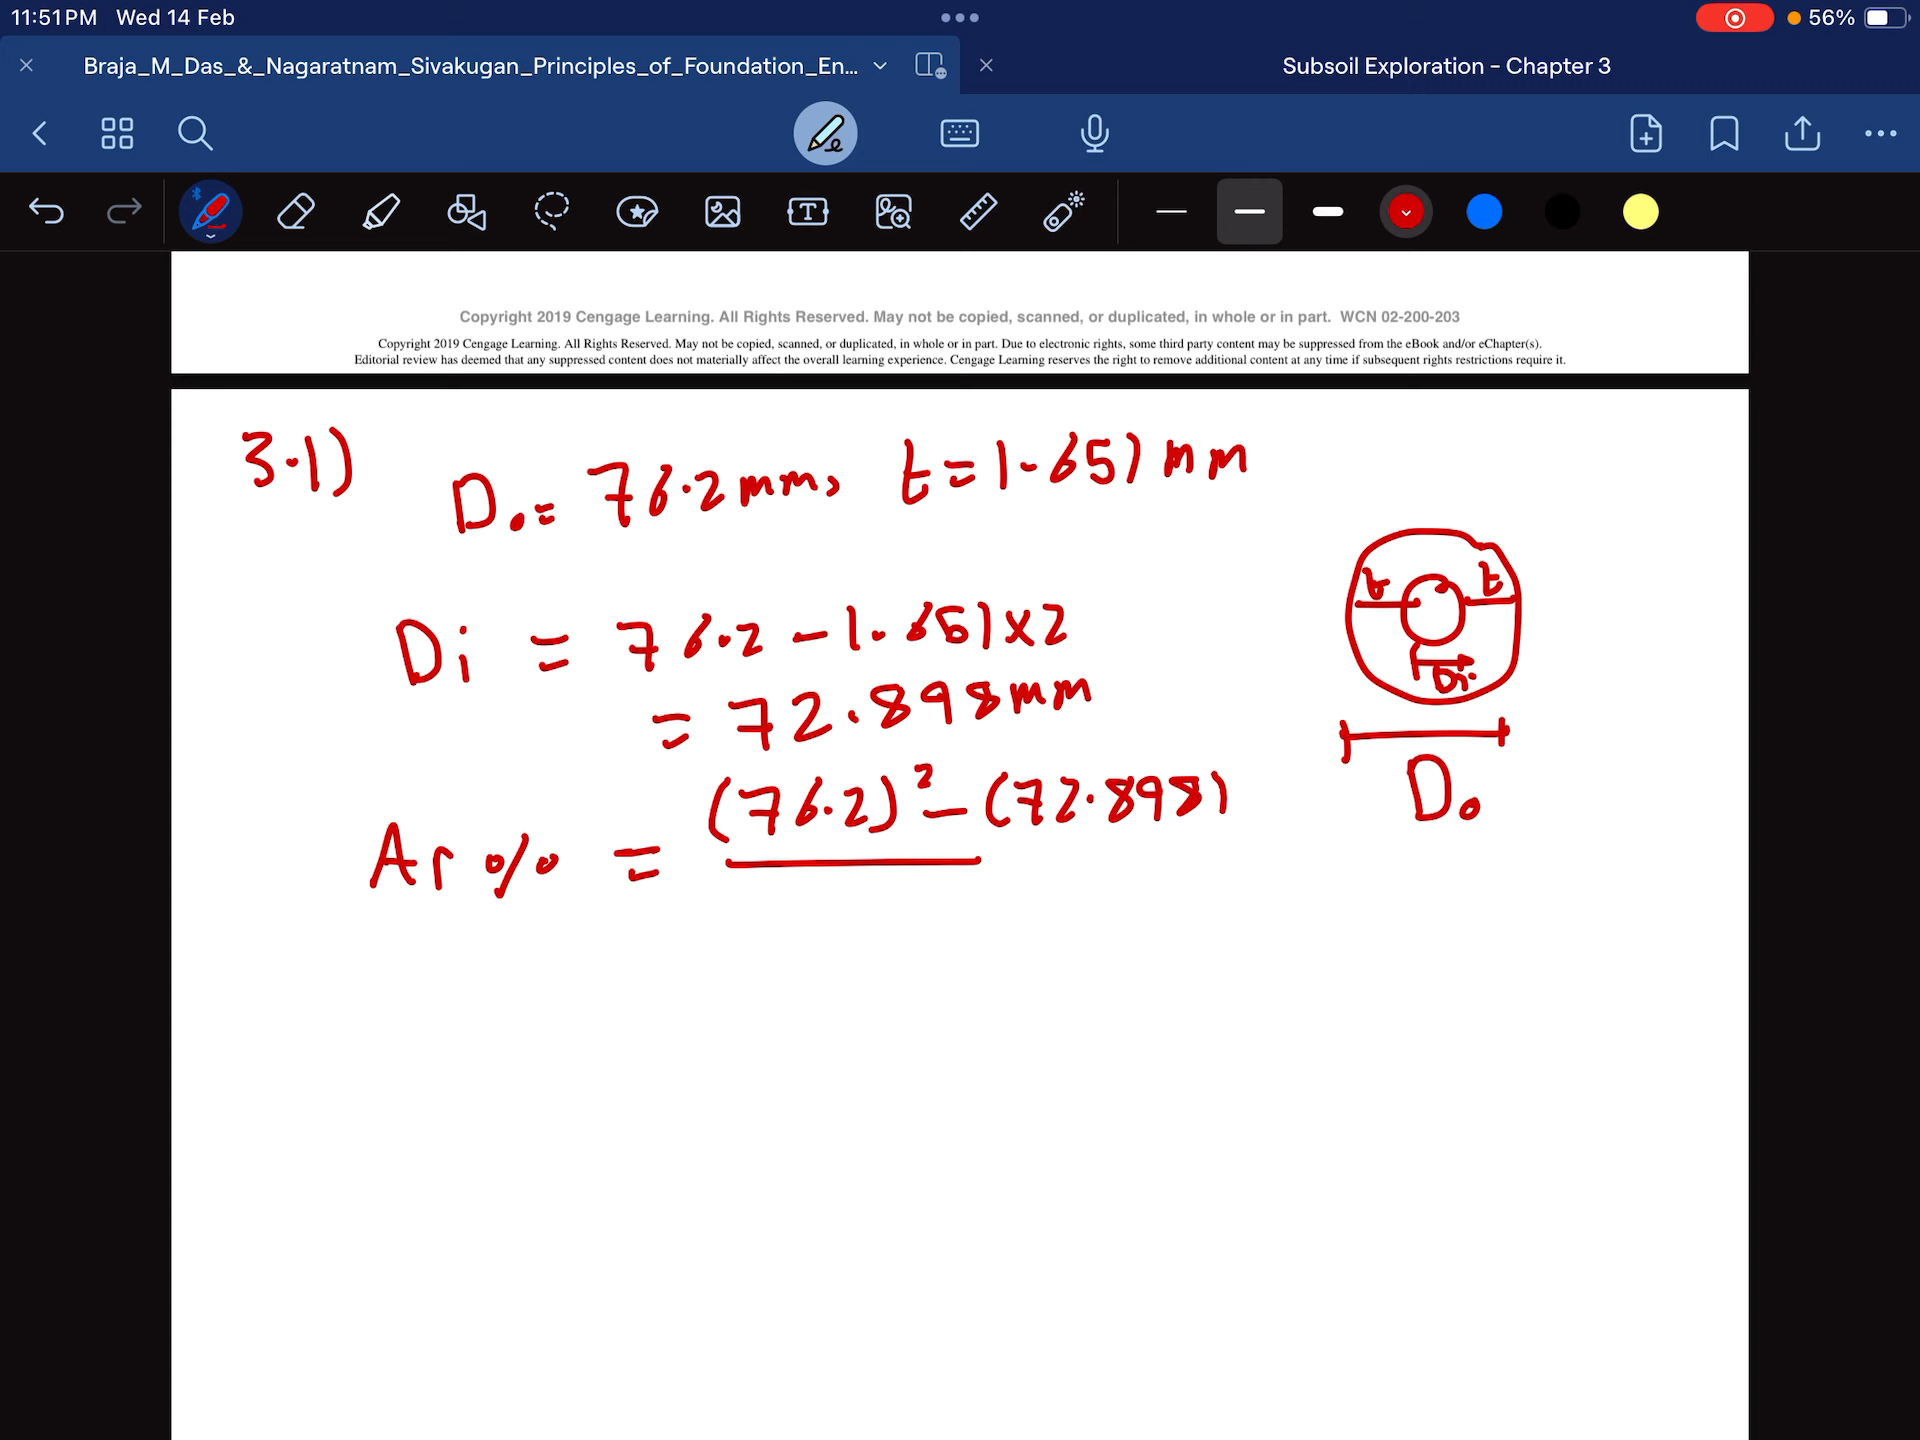 11:51 PM Wed 14 Feb
56%
Braja_M_Das_&_Nagaratnam_Sivakugan_Principles_of_Foundation_En...
Subsoil Exploration - Chapter 3
Copyright 2019 Cengage Learning. All Rights Reserved. May not be copied, scanned, or duplicated, in whole or in part. WCN 02-200-203
Copyright 2019 Cengage Learning. All Rights Reserved. May not be copied, scanned, or duplicated, in whole or in part. Due to electronic rights, some third party content may be suppressed from the eBook and/or eChapter(s).
Editorial review has deemed that any suppressed content does not materially affect the overall learning experience. Cengage Learning reserves the right to remove additional content at any time if subsequent rights restrictions require it.
3.1)
D₀ = 76.2 mm, t = 1.651 mm
t t
Di = 76.2 - 1.651 x 2
Di
= 72.898 mm
D₀
Ar % = (76.2)² - (72.898)